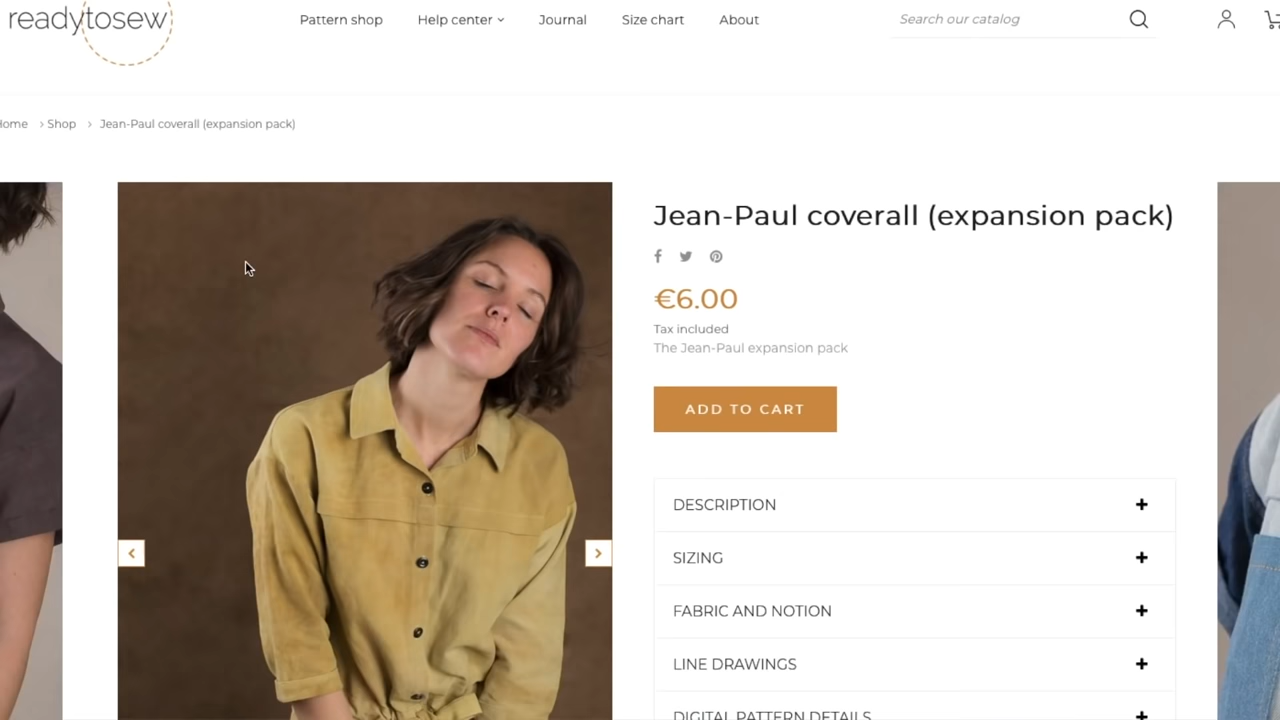 readytosew
Pattern shop Help center Journal Size chart About
Search our catalog
Home > Shop > Jean-Paul coverall (expansion pack)
Jean-Paul coverall (expansion pack)
€6.00
Tax included
The Jean-Paul expansion pack
ADD TO CART
DESCRIPTION
SIZING
FABRIC AND NOTION
LINE DRAWINGS
DIGITAL PATTERN DETAILS